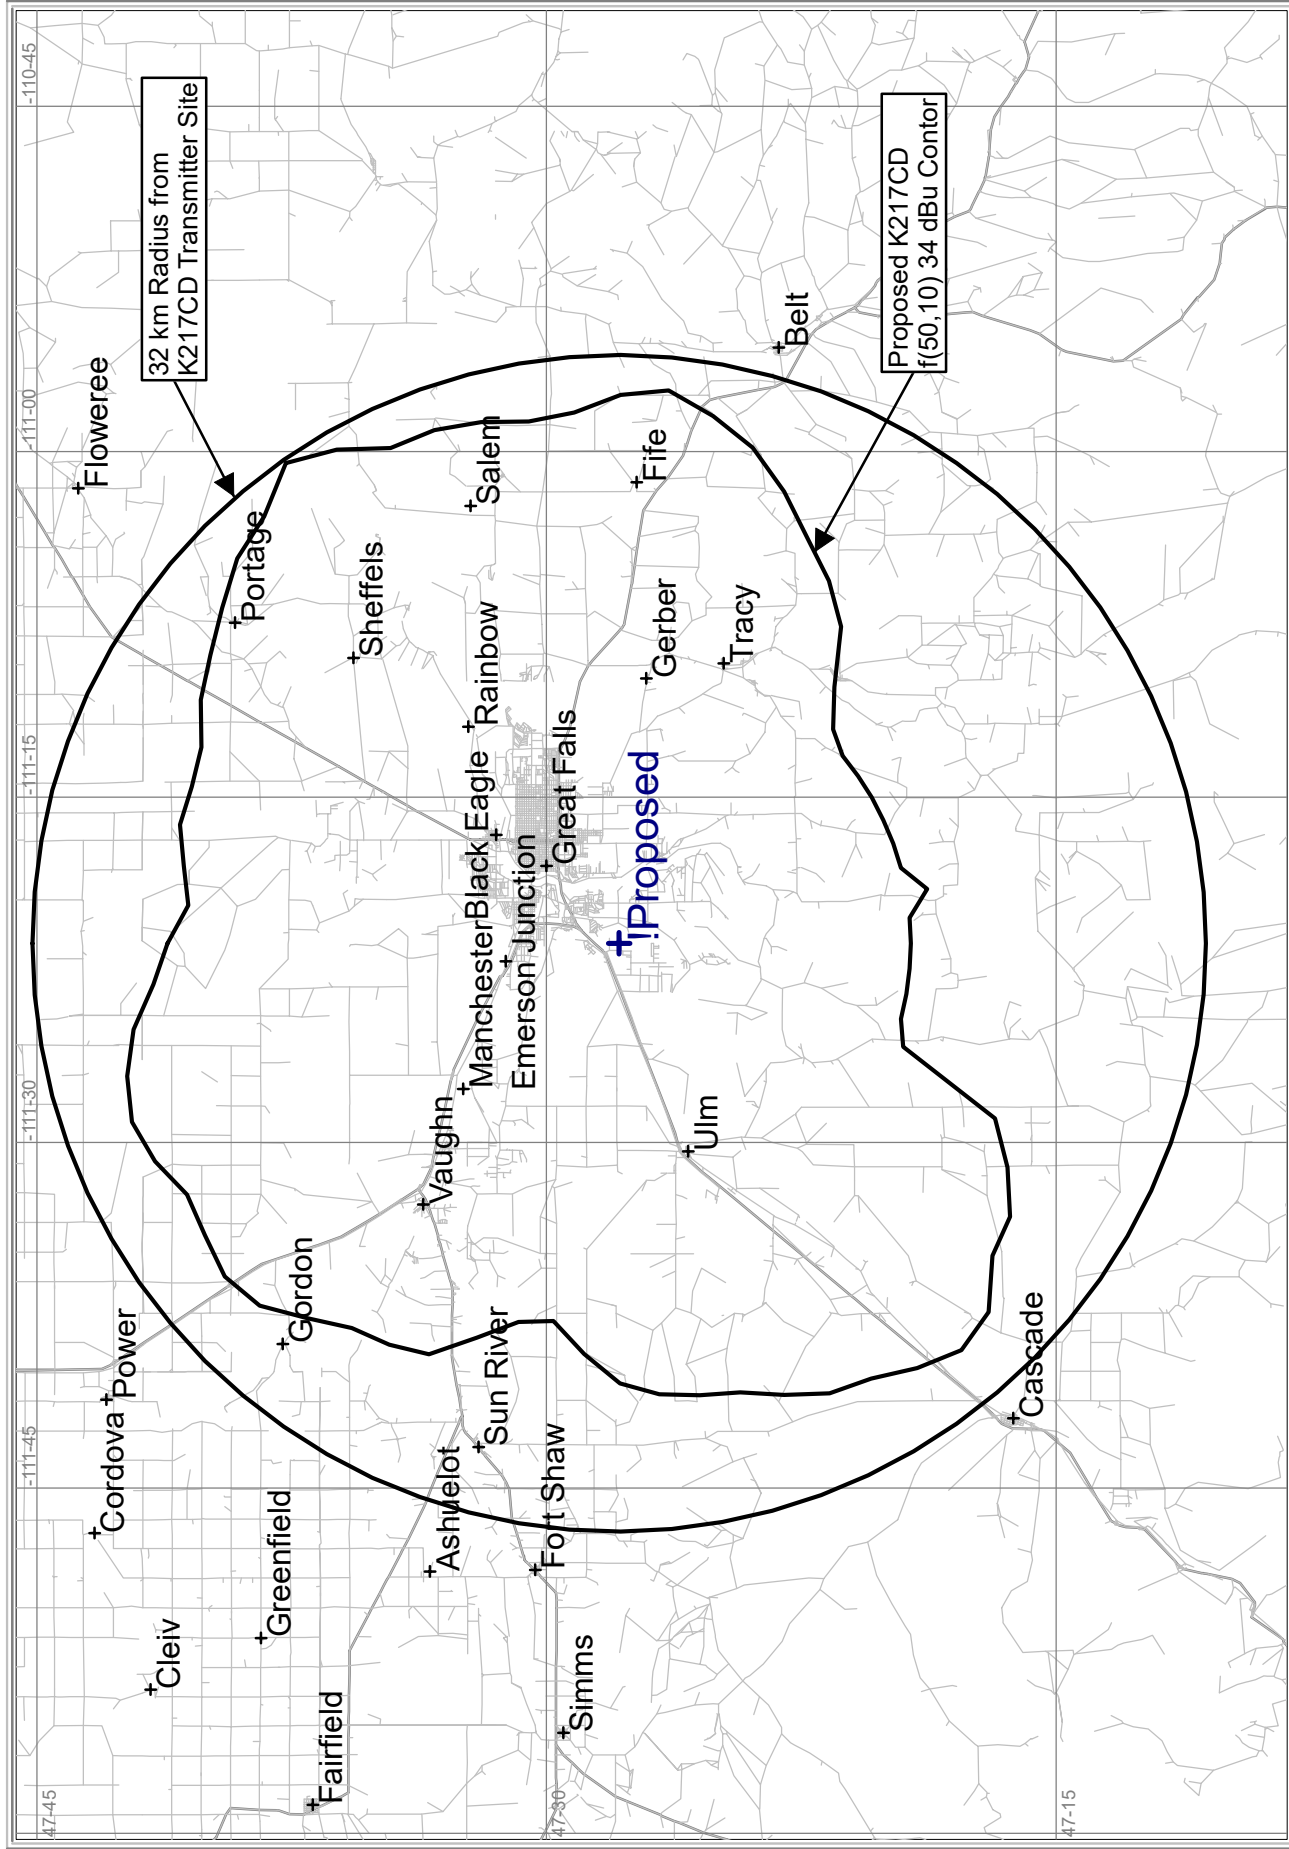 -110-45
32 km Radius from
K217CD Transmitter Site
Proposed K217CD
f(50,10) 34 dBu Contor
Floweree
-111-00
Belt
Portage
Salem
Fife
Sheffels
Rainbow
Gerber
Tracy
-111-15
Black Eagle
Great Falls
!Proposed
Manchester
Emerson Junction
-111-30
Vaughn
Ulm
Gordon
Power
Sun River
Cascade
-111-45
Cordova
Ashuelot
Fort Shaw
Greenfield
Cleiv
Simms
Fairfield
47-45
47-30
47-15